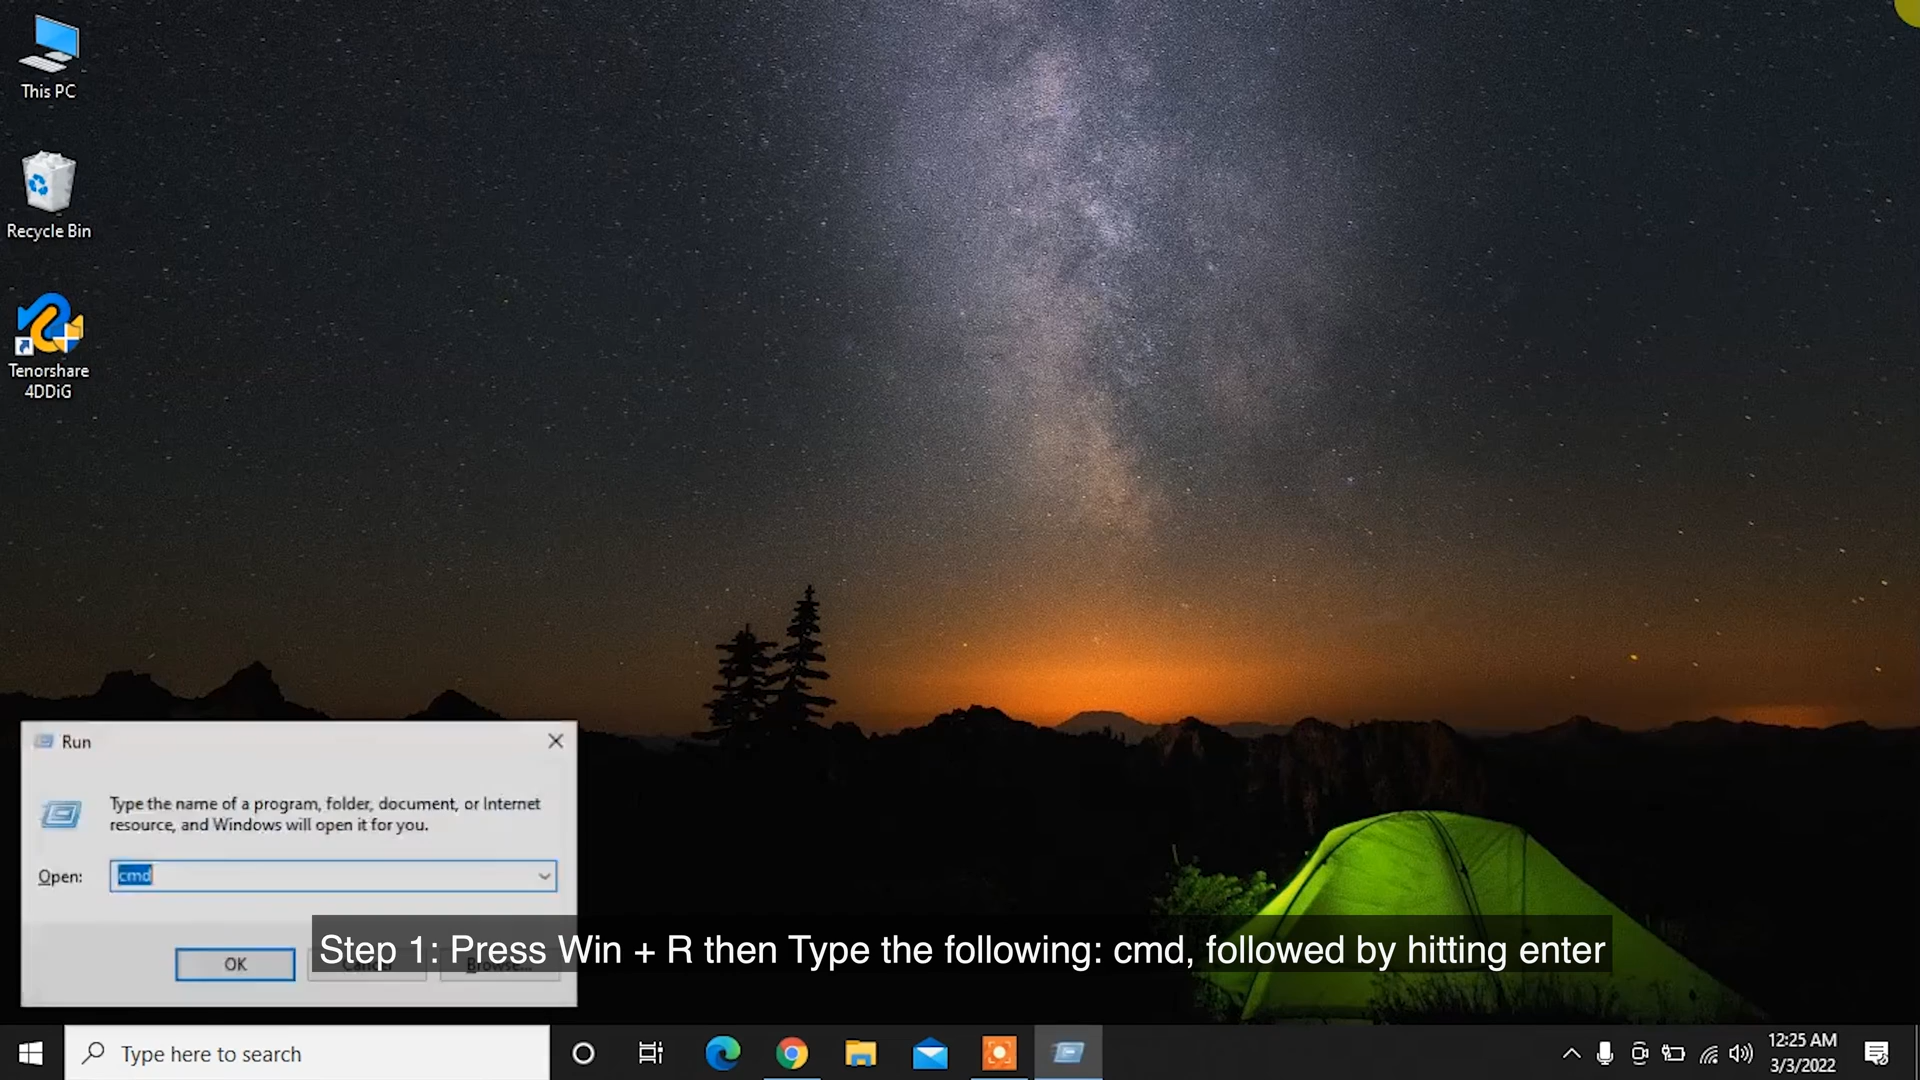 This PC
Recycle Bin
Tenorshare
4DDiG
Run
Type the name of a program, folder, document, or Internet
resource, and Windows will open it for you.
Open:
cmd
OK
Cancel
Browse...
Step 1: Press Win + R then Type the following: cmd, followed by hitting enter
Type here to search
12:25 AM
3/3/2022